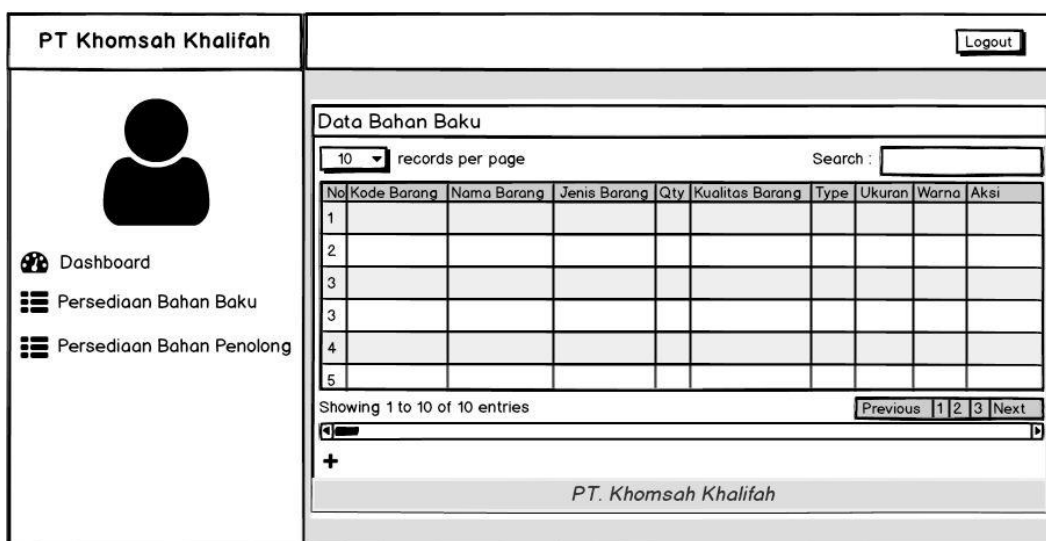 PT Khomsah Khalifah
Logout
Dashboard
Persediaan Bahan Baku
Persediaan Bahan Penolong
Data Bahan Baku
10 records per page Search :
No Kode Barang Nama Barang Jenis Barang Qty Kualitas Barang Type Ukuran Warna Aksi
1
2
3
3
4
5
Showing 1 to 10 of 10 entries Previous 1 2 3 Next
+
PT. Khomsah Khalifah